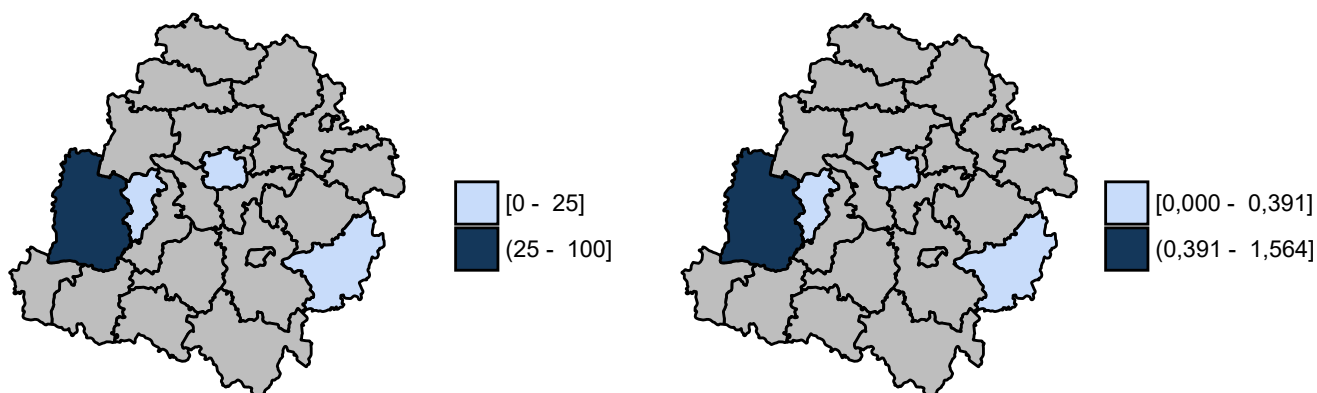 [0 -  25]
(25 -  100]
[0,000 -  0,391]
(0,391 -  1,564]